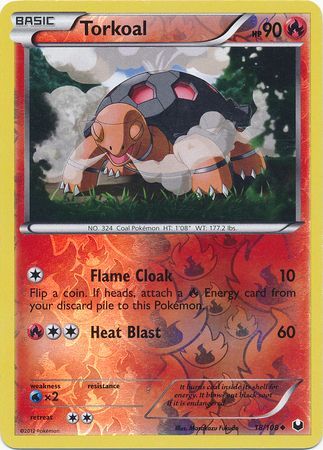 BASIC
Torkoal
HP 90
NO. 324 Coal Pokémon HT: 1'08" WT: 177.2 lbs.
Flame Cloak 10
Flip a coin. If heads, attach a Energy card from
your discard pile to this Pokémon.
Heat Blast 60
weakness
resistance
×2
retreat
It burns coal inside its shell for
energy. It blows out black soot
if it is endangered.
Illus. Morikazu Fukuda
18/108
©2012 Pokémon